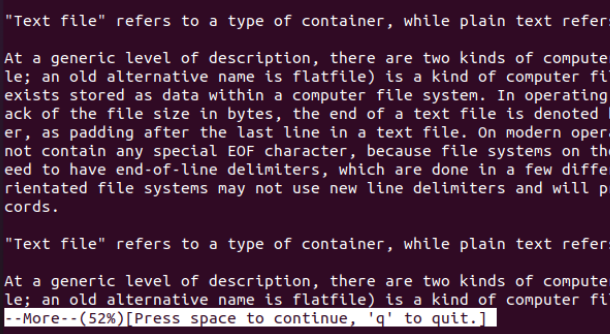 "Text file" refers to a type of container, while plain text refers
At a generic level of description, there are two kinds of compute
le; an old alternative name is flatfile) is a kind of computer fil
exists stored as data within a computer file system. In operating
ack of the file size in bytes, the end of a text file is denoted
er, as padding after the last line in a text file. On modern oper
not contain any special EOF character, because file systems on the
eed to have end-of-line delimiters, which are done in a few diffe
rientated file systems may not use new line delimiters and will p
cords.
"Text file" refers to a type of container, while plain text refers
At a generic level of description, there are two kinds of compute
le; an old alternative name is flatfile) is a kind of computer fil
--More--(52%)[Press space to continue, 'q' to quit.]